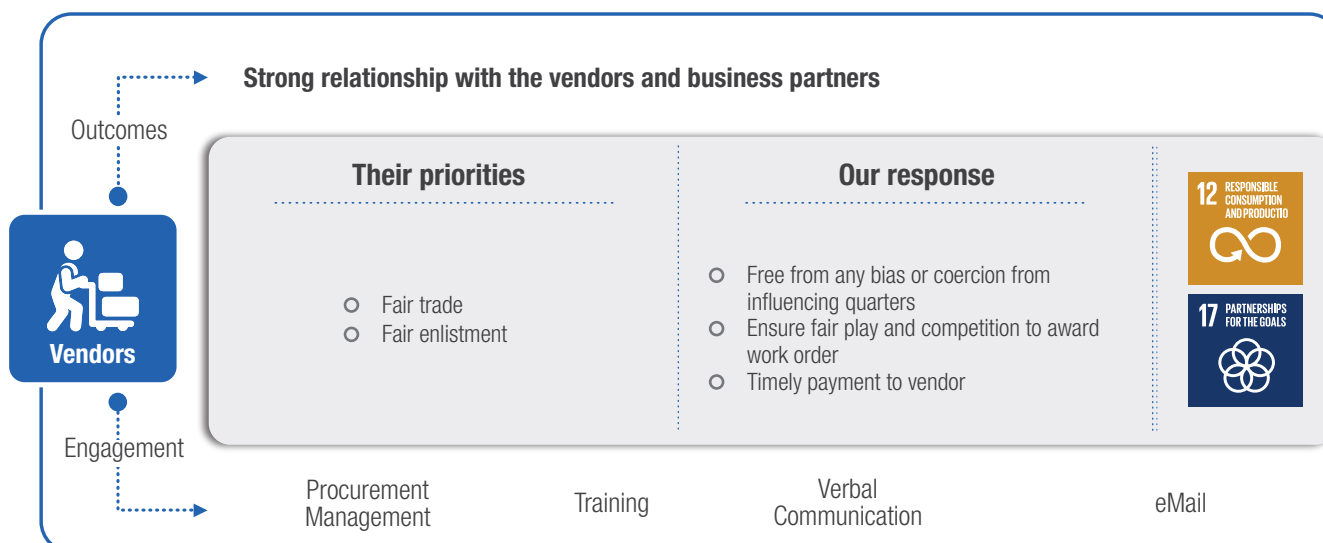 Strong relationship with the vendors and business partners
Outcomes
Their priorities
Our response
12 RESPONSIBLE
CONSUMPTION
AND PRODUCTIO
Fair trade
Fair enlistment
Free from any bias or coercion from
influencing quarters
Ensure fair play and competition to award
work order
Timely payment to vendor
17 PARTNERSHIPS
FOR THE GOALS
Vendors
Engagement
Procurement
Management
Training
Verbal
Communication
eMail